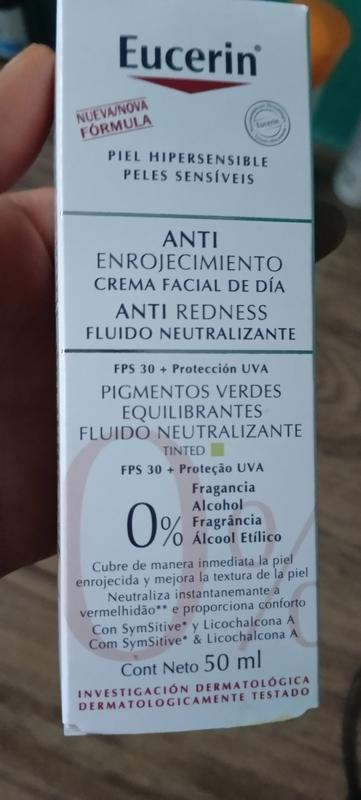 Eucerin®
NUEVA/NOVA
FÓRMULA
Eucerin
PIEL HIPERSENSIBLE
PELES SENSÍVEIS
ANTI
ENROJECIMIENTO
CREMA FACIAL DE DÍA
ANTI REDNESS
FLUIDO NEUTRALIZANTE
FPS 30 + Protección UVA
PIGMENTOS VERDES
EQUILIBRANTES
FLUIDO NEUTRALIZANTE
TINTED
FPS 30 + Proteção UVA
0%
Fragancia
Alcohol
Fragrância
Álcool Etílico
Cubre de manera inmediata la piel
enrojecida y mejora la textura de la piel
Neutraliza instantanemante a
vermelhidão** e proporciona conforto
Con SymSitive* y Licochalcona A
Com SymSitive* & Licochalcona A
Cont Neto 50 ml
INVESTIGACIÓN DERMATOLÓGICA
DERMATOLOGICAMENTE TESTADO